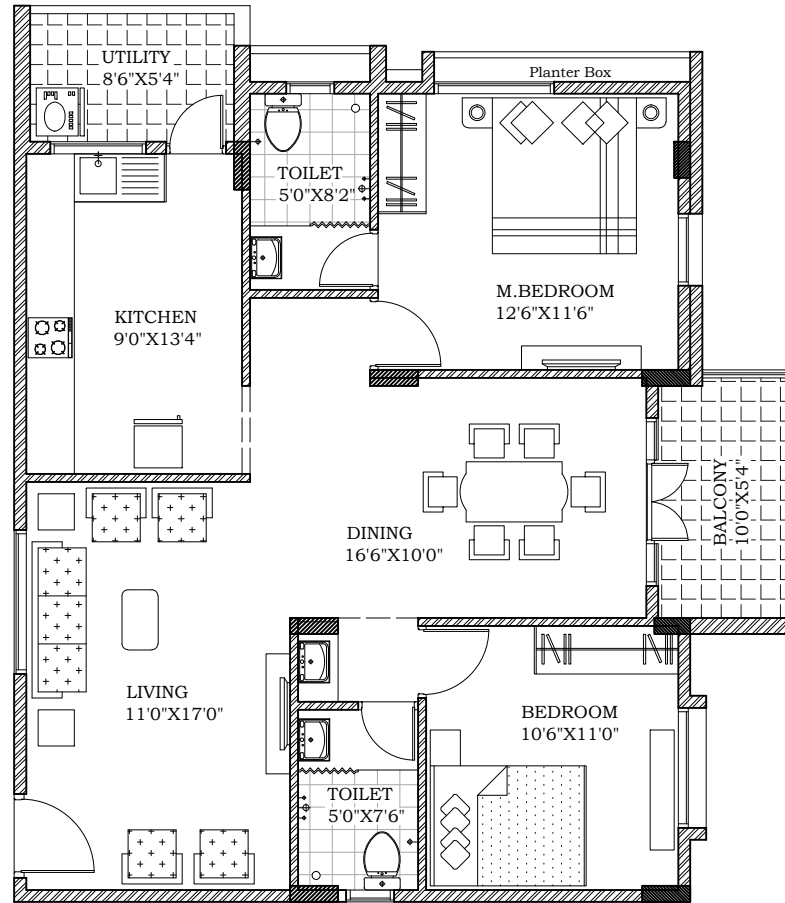 UTILITY
8'6"X5'4"
Planter Box
TOILET
5'0"X8'2"
M.BEDROOM
12'6"X11'6"
KITCHEN
9'0"X13'4"
BALCONY
10'0"X5'4"
DINING
16'6"X10'0"
LIVING
11'0"X17'0"
BEDROOM
10'6"X11'0"
TOILET
5'0"X7'6"